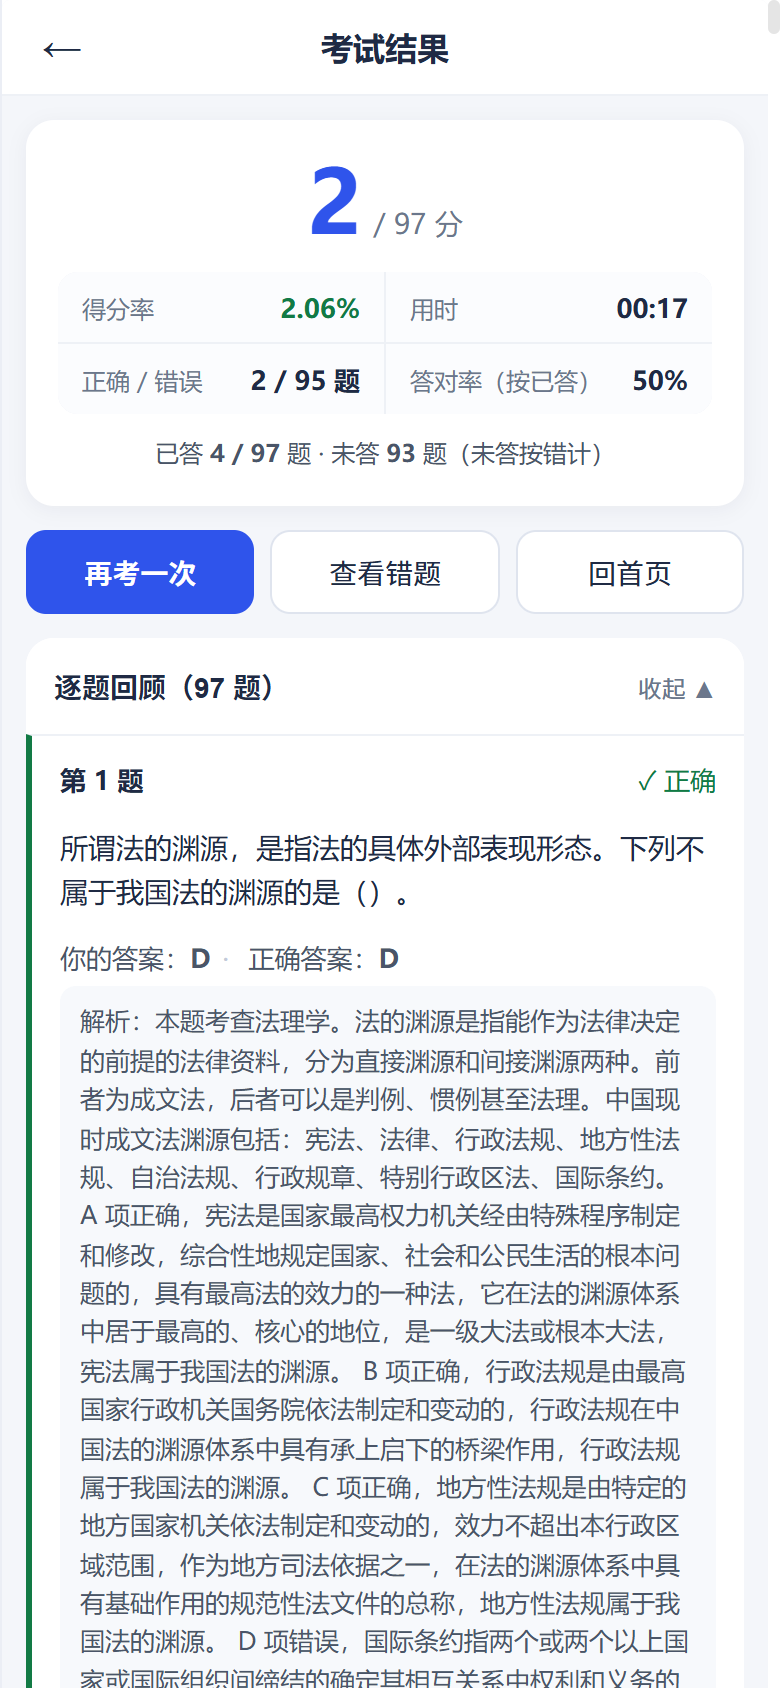 ←
考试结果
2 / 97 分
得分率 2.06% 用时 00:17
正确 / 错误 2 / 95 题 答对率（按已答） 50%
已答 4 / 97 题 · 未答 93 题（未答按错计）
再考一次 查看错题 回首页
逐题回顾（97 题） 收起 ▲
第 1 题 ✓ 正确
所谓法的渊源，是指法的具体外部表现形态。下列不
属于我国法的渊源的是（）。
你的答案：D · 正确答案：D
解析：本题考查法理学。法的渊源是指能作为法律决定
的前提的法律资料，分为直接渊源和间接渊源两种。前
者为成文法，后者可以是判例、惯例甚至法理。中国现
时成文法渊源包括：宪法、法律、行政法规、地方性法
规、自治法规、行政规章、特别行政区法、国际条约。
A 项正确，宪法是国家最高权力机关经由特殊程序制定
和修改，综合性地规定国家、社会和公民生活的根本问
题的，具有最高法的效力的一种法，它在法的渊源体系
中居于最高的、核心的地位，是一级大法或根本大法，
宪法属于我国法的渊源。 B 项正确，行政法规是由最高
国家行政机关国务院依法制定和变动的，行政法规在中
国法的渊源体系中具有承上启下的桥梁作用，行政法规
属于我国法的渊源。 C 项正确，地方性法规是由特定的
地方国家机关依法制定和变动的，效力不超出本行政区
域范围，作为地方司法依据之一，在法的渊源体系中具
有基础作用的规范性法文件的总称，地方性法规属于我
国法的渊源。 D 项错误，国际条约指两个或两个以上国
家或国际组织间缔结的确定其相互关系中权利和义务的